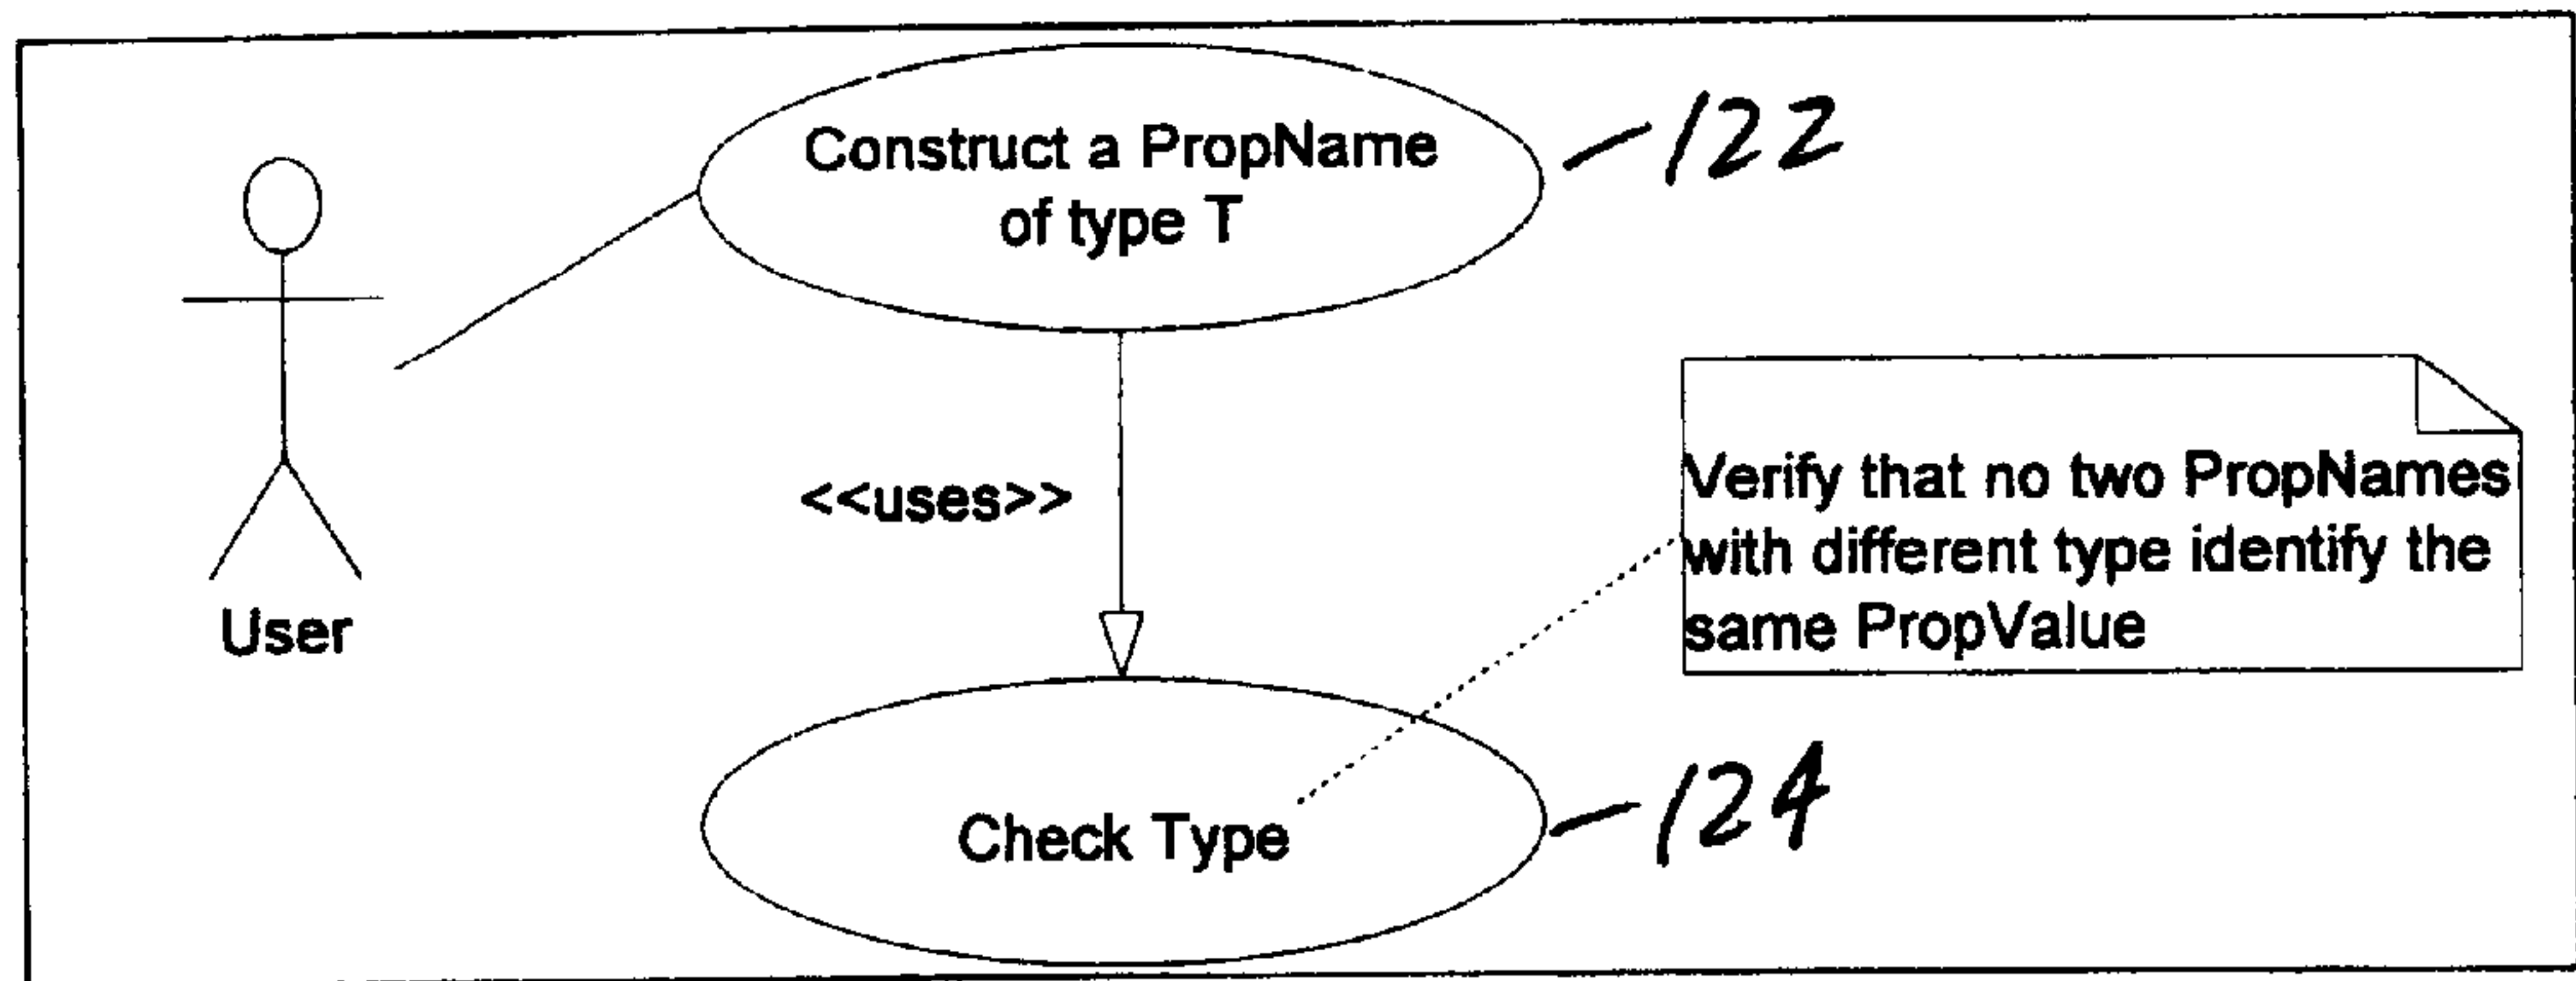 Construct a PropName
of type T
122
User
<<uses>>
Verify that no two PropNames
with different type identify the
same PropValue
Check Type
124